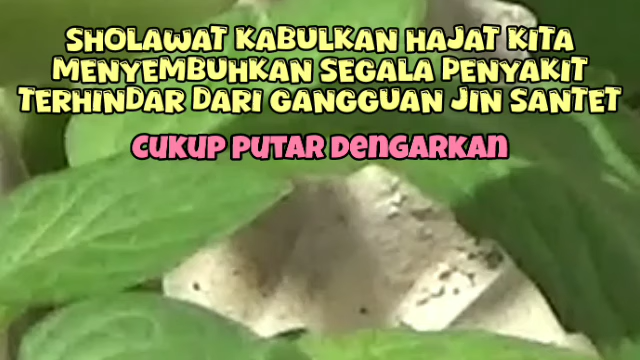 SHOLAWAT KABULKAN HAJAT KITA
MENYEMBUHKAN SEGALA PENYAKIT
TERHINDAR DARI GANGGUAN JIN SANTET
CUKUP PUTAR DENGARKAN